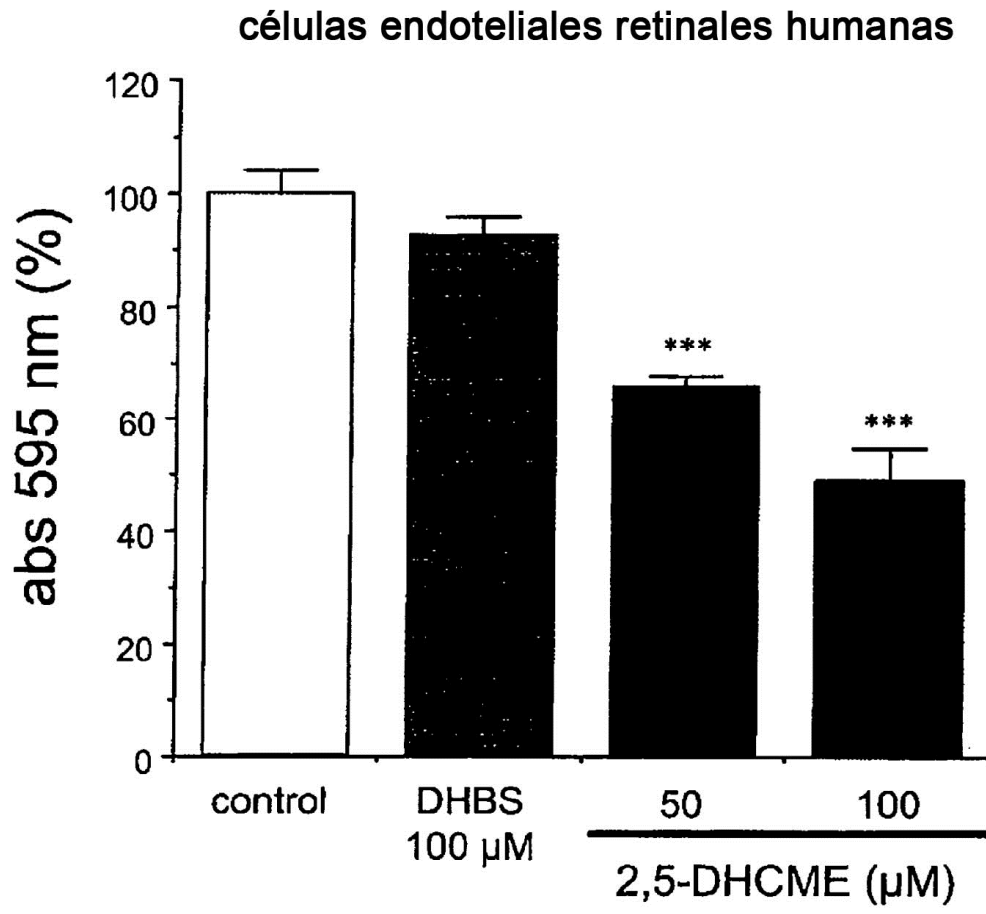 células endoteliales retinales humanas
120
100
80
60
40
20
0
abs 595 nm (%)
***
***
control
DHBS
100 µM
50
100
2,5-DHCME (µM)